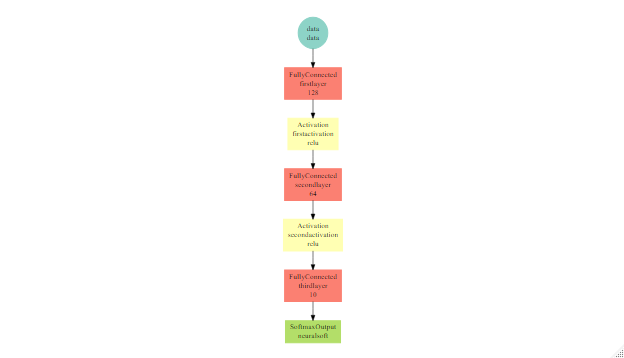 data
data
FullyConnected
firstlayer
128
Activation
firstactivation
relu
FullyConnected
secondlayer
64
Activation
secondactivation
relu
FullyConnected
thirdlayer
10
SoftmaxOutput
neuralsoft